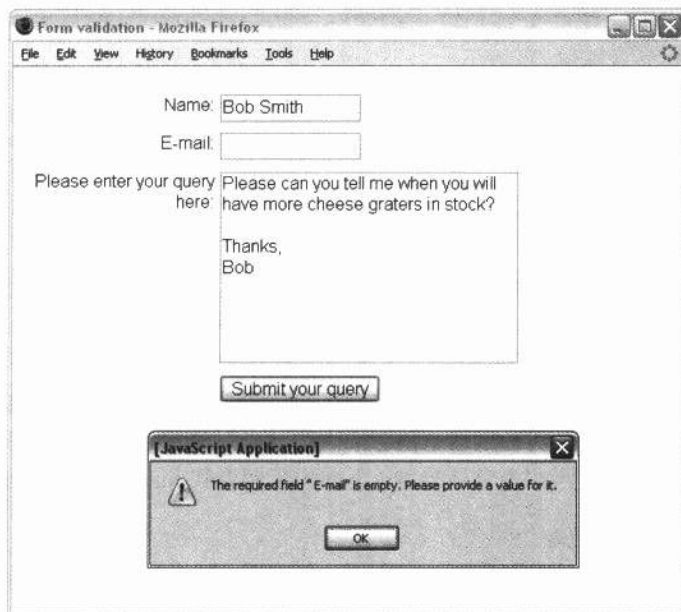 Form validation - Mozilla Firefox
File Edit View History Bookmarks Tools Help
Name: Bob Smith
E-mail:
Please enter your query here:
Please can you tell me when you will
have more cheese graters in stock?
Thanks,
Bob
Submit your query
[JavaScript Application]
The required field " E-mail" is empty. Please provide a value for it.
OK